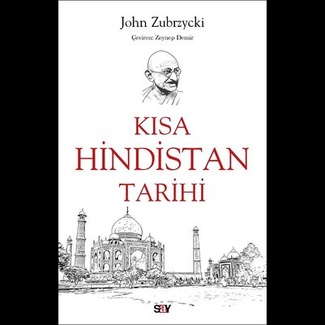 John Zubrzycki
Çeviren: Zeynep Demir
KISA
HİNDİSTAN
TARİHİ
SAY